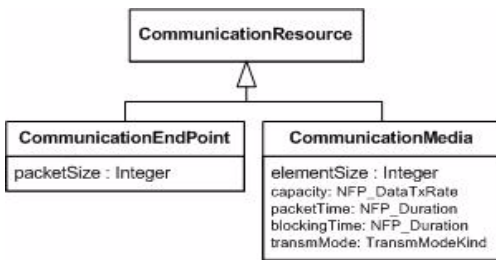 CommunicationResource
CommunicationEndPoint
packetSize : Integer
CommunicationMedia
elementSize : Integer
capacity: NFP_DataTxRate
packetTime: NFP_Duration
blockingTime: NFP_Duration
transmMode: TransmModeKind